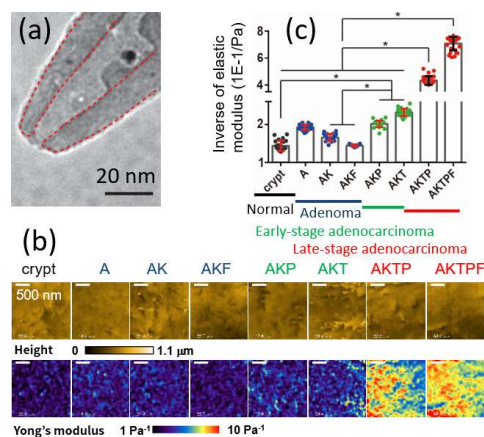 (a)
20 nm
(c)
Inverse of elastic
modulus (1E-1/Pa)
8
6
4
2
1
*
*
*
*
crypt
A
AK
AKF
AKP
AKT
AKTP
AKTPF
Normal
Adenoma
Early-stage adenocarcinoma
Late-stage adenocarcinoma
(b)
crypt A AK AKF AKP AKT AKTP AKTPF
500 nm
Height 0 1.1 μm
Yong's modulus 1 Pa-1 10 Pa-1